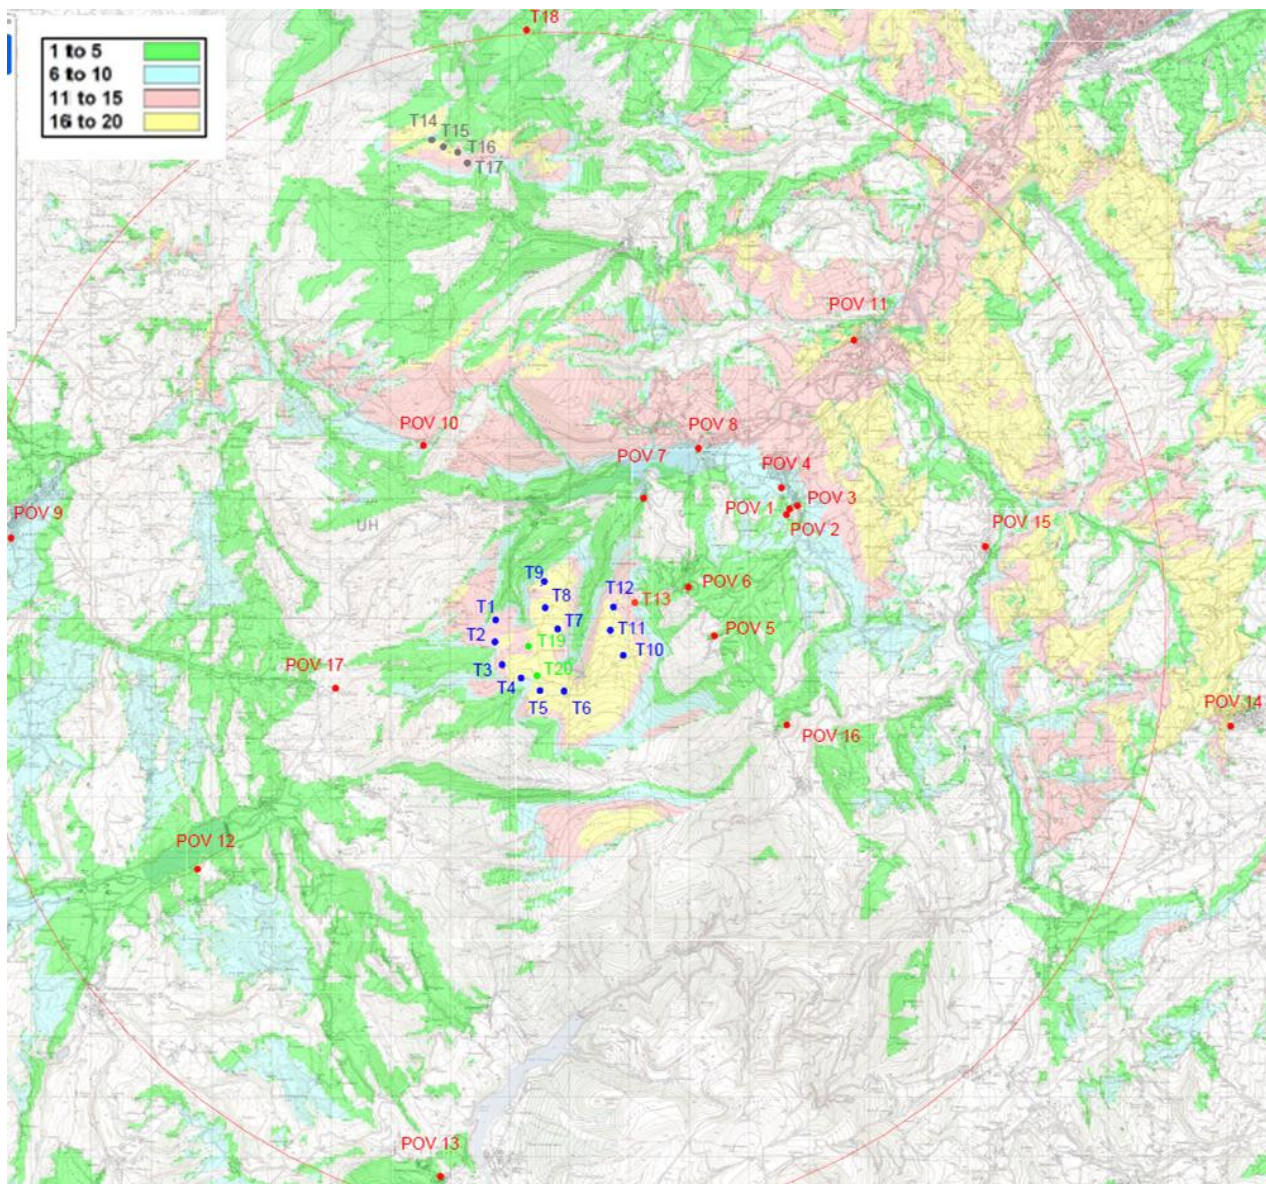 T18
1 to 5
6 to 10
11 to 15
16 to 20
T14
T15
T16
T17
POV 11
POV 10
POV 8
POV 7
POV 4
POV 3
POV 1
POV 2
POV 9
UH
POV 15
T9
POV 6
T8
T12
T13
T1
T7
T11
POV 5
T2
T19
T10
T3
T20
POV 17
T4
T5
T6
POV 14
POV 16
POV 12
POV 13